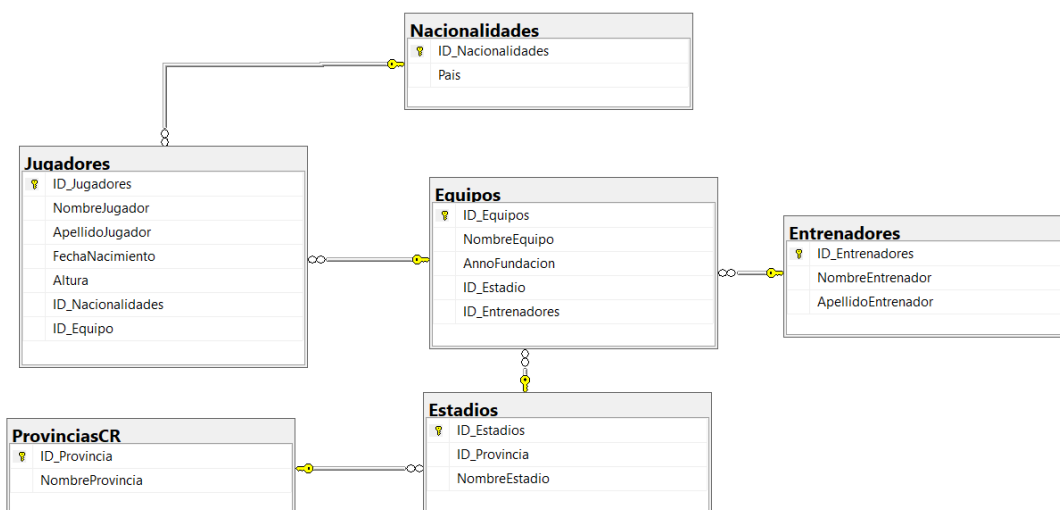 Nacionalidades
ID_Nacionalidades
Pais
Jugadores
ID_Jugadores
NombreJugador
ApellidoJugador
FechaNacimiento
Altura
ID_Nacionalidades
ID_Equipo
Equipos
ID_Equipos
NombreEquipo
AnnoFundacion
ID_Estadio
ID_Entrenadores
Entrenadores
ID_Entrenadores
NombreEntrenador
ApellidoEntrenador
Estadios
ID_Estadios
ID_Provincia
NombreEstadio
ProvinciasCR
ID_Provincia
NombreProvincia